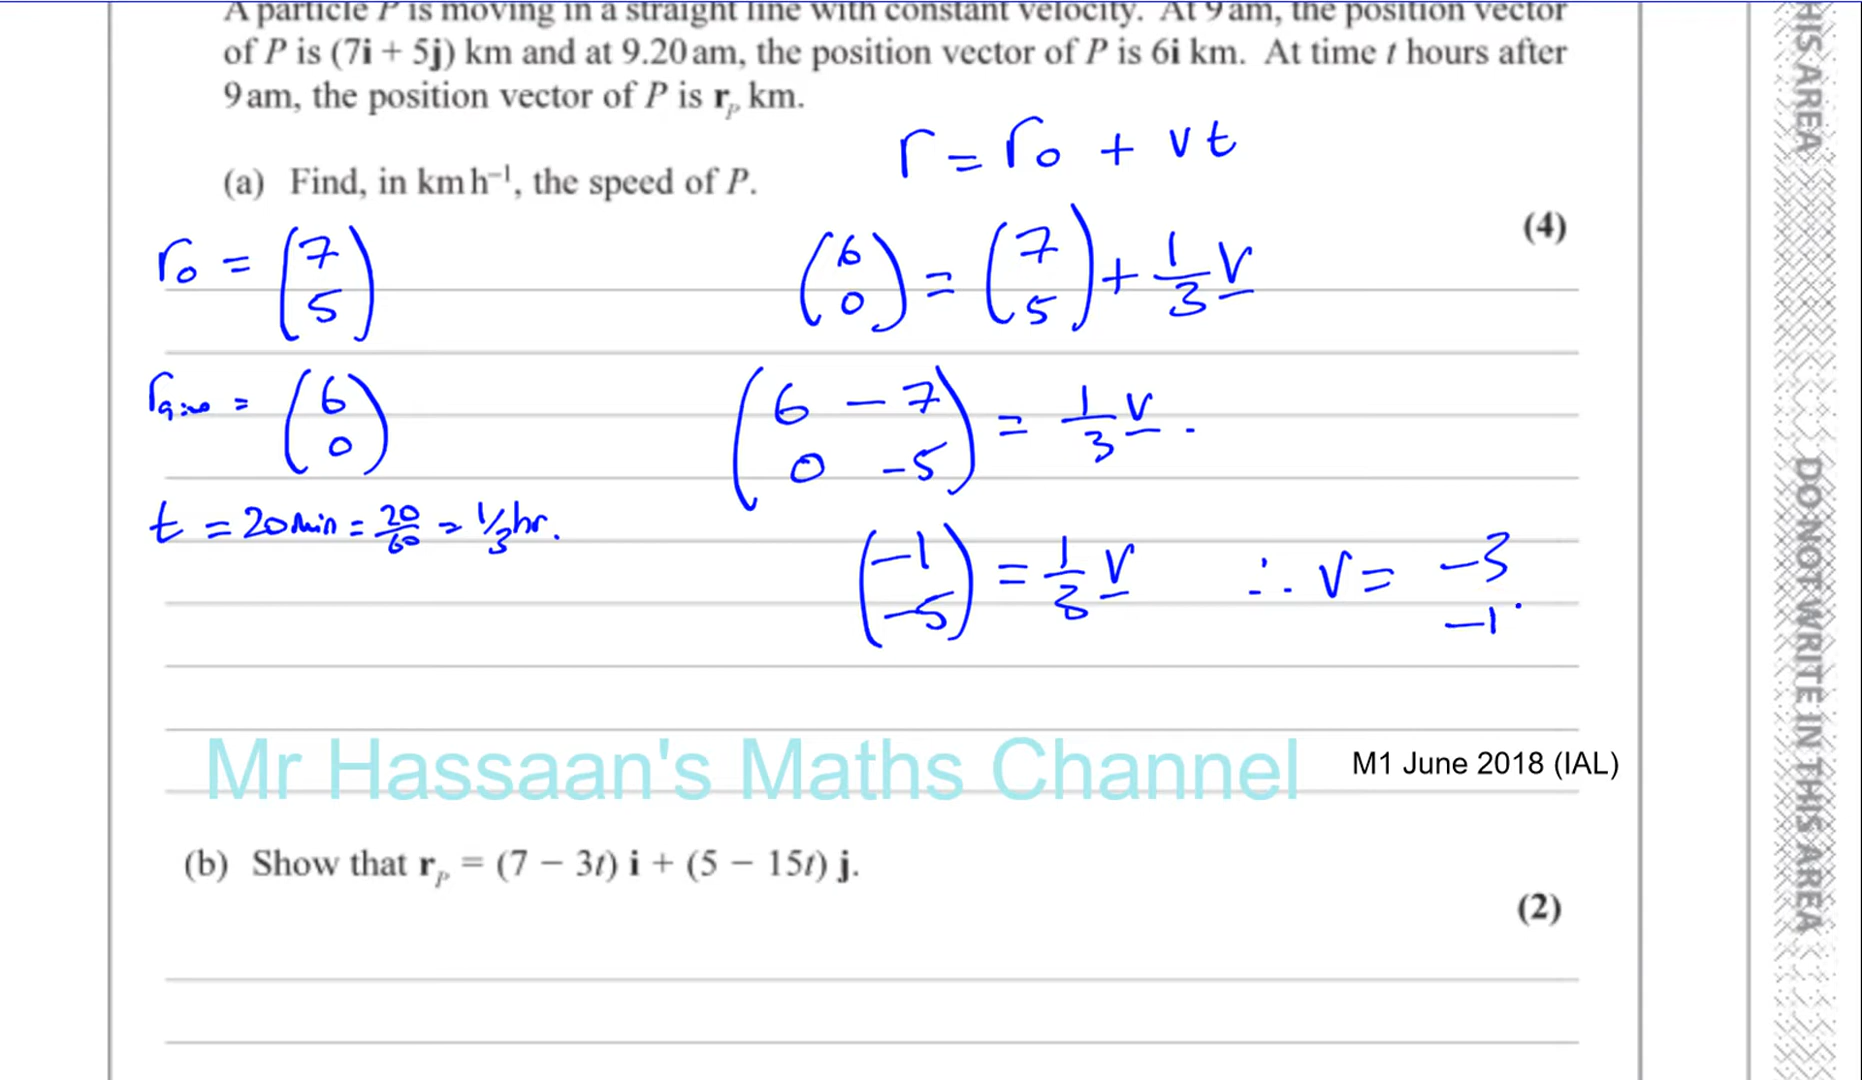 A particle P is moving in a straight line with constant velocity. At 9 am, the position vector
of P is (7i + 5j) km and at 9.20 am, the position vector of P is 6i km. At time t hours after
9 am, the position vector of P is r_P km.
r = r₀ + vt
(a) Find, in km h⁻¹, the speed of P.
(4)
r₀ = (7
5)
(6
0) = (7
5) + 1/3 v
= (6
0)
(6 - 7
0 - 5) = 1/3 v.
t = 20 min = 20/60 = 1/3 hr.
(-1
-5) = 1/3 v ∴ v = -3
-1
Mr Hassaan's Maths Channel
M1 June 2018 (IAL)
(b) Show that r_P = (7 − 3t) i + (5 − 15t) j.
(2)
HIS AREA
DO NOT WRITE IN THIS AREA